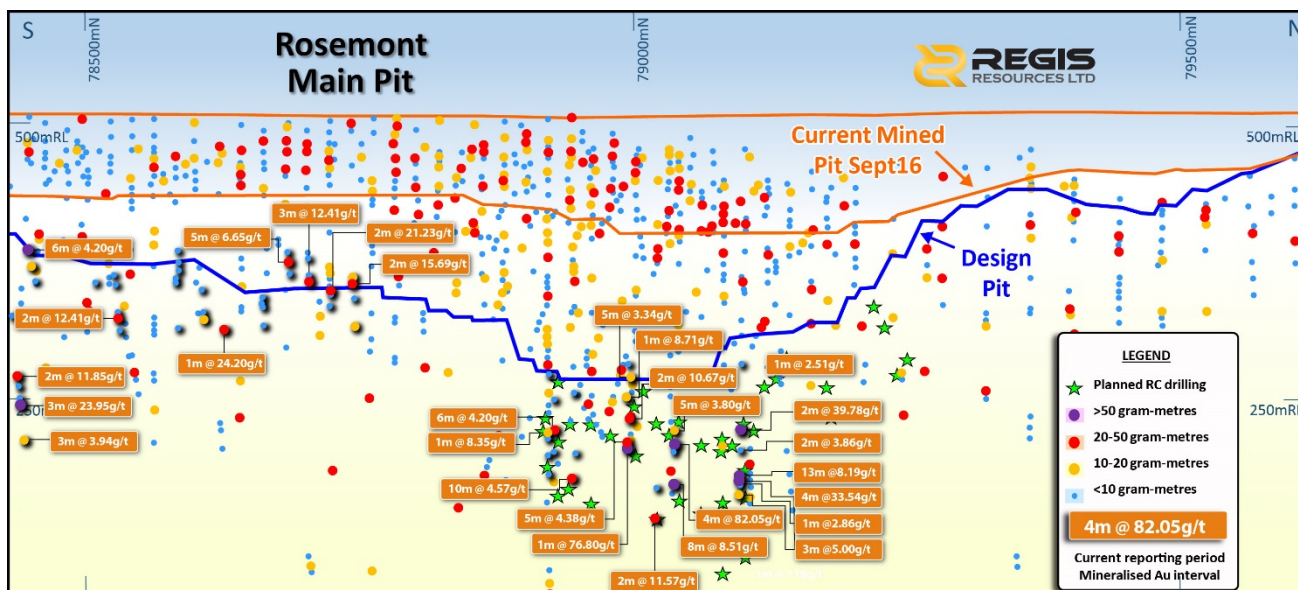 S
78500mN
Rosemont
Main Pit
79000mN
REGIS
RESOURCES LTD
79500mN
N
500mRL
500mRL
Current Mined
Pit Sept16
3m @ 12.41g/t
5m @ 6.65g/t
2m @ 21.23g/t
6m @ 4.20g/t
2m @ 15.69g/t
Design
Pit
5m @ 3.34g/t
2m @ 12.41g/t
1m @ 8.71g/t
1m @ 24.20g/t
1m @ 2.51g/t
2m @ 11.85g/t
2m @ 10.67g/t
250mRL
3m @ 23.95g/t
5m @ 3.80g/t
2m @ 39.78g/t
6m @ 4.20g/t
3m @ 3.94g/t
1m @ 8.35g/t
2m @ 3.86g/t
13m @8.19g/t
10m @ 4.57g/t
4m @33.54g/t
5m @ 4.38g/t
4m @ 82.05g/t
1m @2.86g/t
1m @ 76.80g/t
8m @ 8.51g/t
3m @5.00g/t
2m @ 11.57g/t
LEGEND
Planned RC drilling
>50 gram-metres
20-50 gram-metres
10-20 gram-metres
<10 gram-metres
4m @ 82.05g/t
Current reporting period
Mineralised Au interval
250mRL